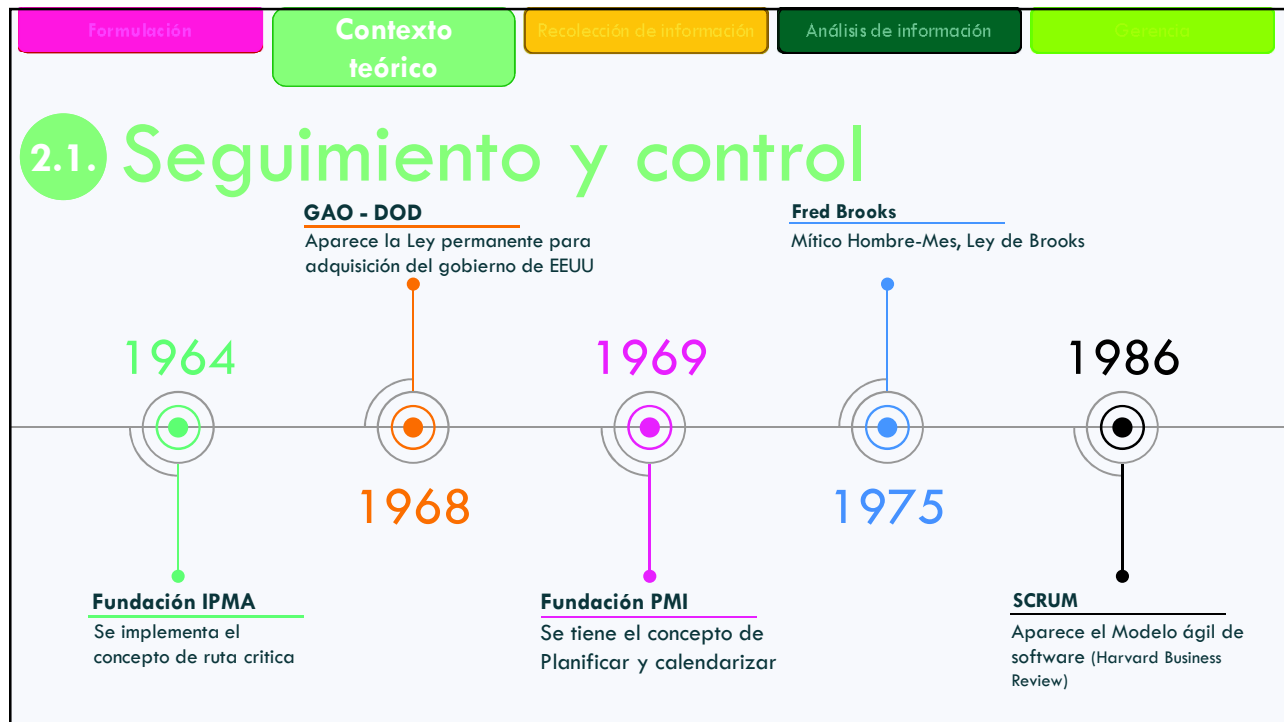 Formulación
Contexto
teórico
Recolección de información
Análisis de información
Gerencia
2.1. Seguimiento y control
GAO - DOD
Aparece la Ley permanente para
adquisición del gobierno de EEUU
Fred Brooks
Mítico Hombre-Mes, Ley de Brooks
1964
1969
1986
1968
1975
Fundación IPMA
Se implementa el
concepto de ruta critica
Fundación PMI
Se tiene el concepto de
Planificar y calendarizar
SCRUM
Aparece el Modelo ágil de
software (Harvard Business
Review)